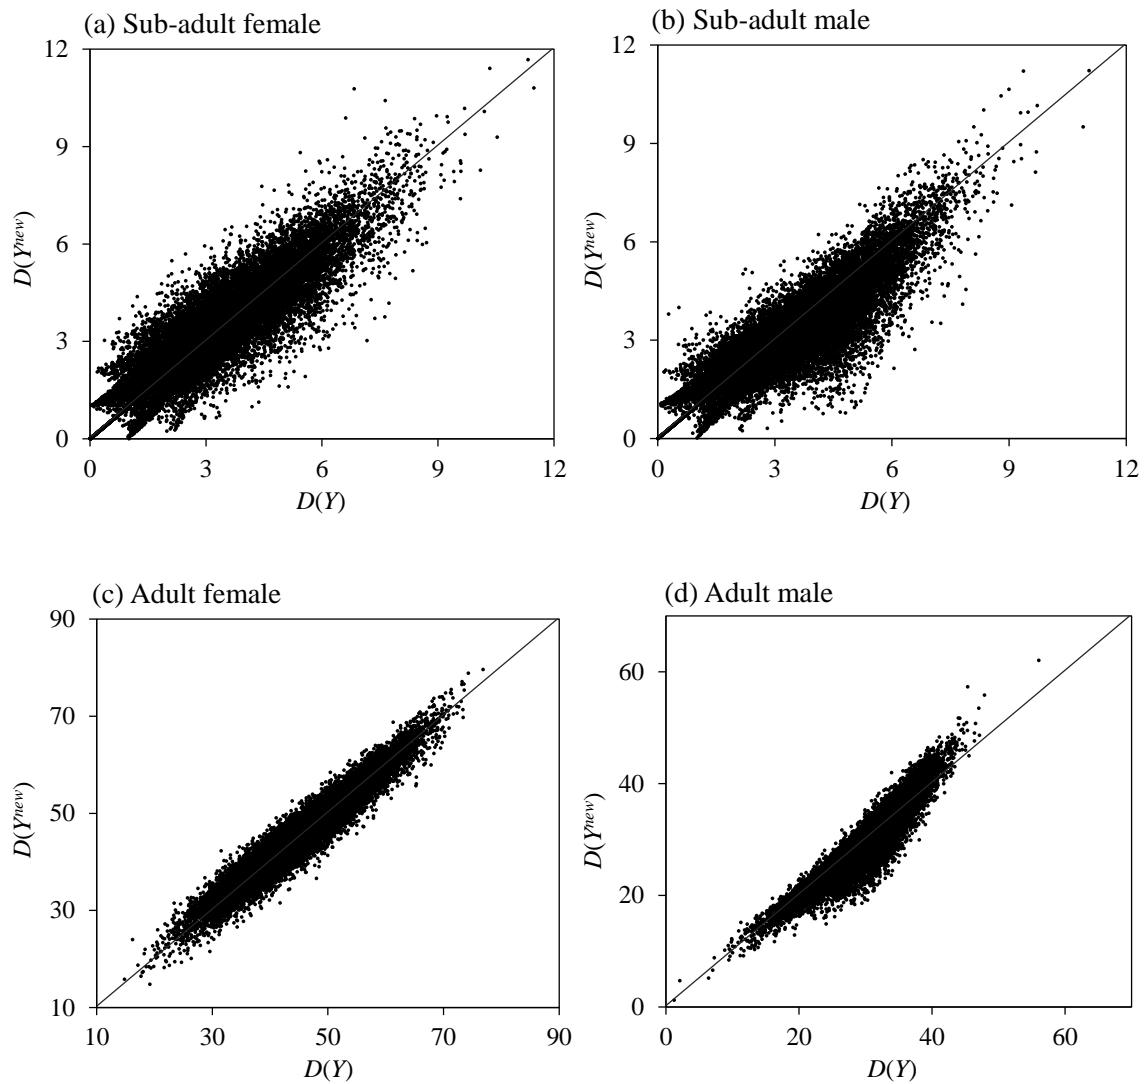 (a) Sub-adult female
12
9
6
3
0
D(Y^new)
0 3 6 9 12
D(Y)
(b) Sub-adult male
12
9
6
3
0
D(Y^new)
0 3 6 9 12
D(Y)
(c) Adult female
90
70
50
30
10
D(Y^new)
10 30 50 70 90
D(Y)
(d) Adult male
60
40
20
0
D(Y^new)
0 20 40 60
D(Y)